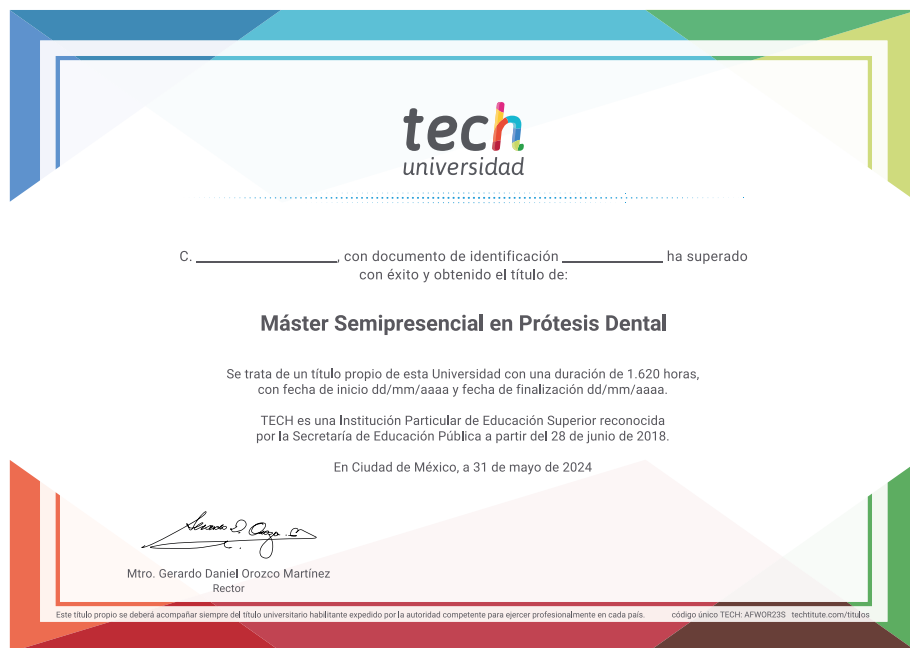 tech
universidad
C. ____________________, con documento de identificación ______________ ha superado
con éxito y obtenido el título de:
Máster Semipresencial en Prótesis Dental
Se trata de un título propio de esta Universidad con una duración de 1.620 horas,
con fecha de inicio dd/mm/aaaa y fecha de finalización dd/mm/aaaa.
TECH es una Institución Particular de Educación Superior reconocida
por la Secretaría de Educación Pública a partir del 28 de junio de 2018.
En Ciudad de México, a 31 de mayo de 2024
Mtro. Gerardo Daniel Orozco Martínez
Rector
Este título propio se deberá acompañar siempre del título universitario habilitante expedido por la autoridad competente para ejercer profesionalmente en cada país. código único TECH: AFWOR23S techtitute.com/titulos